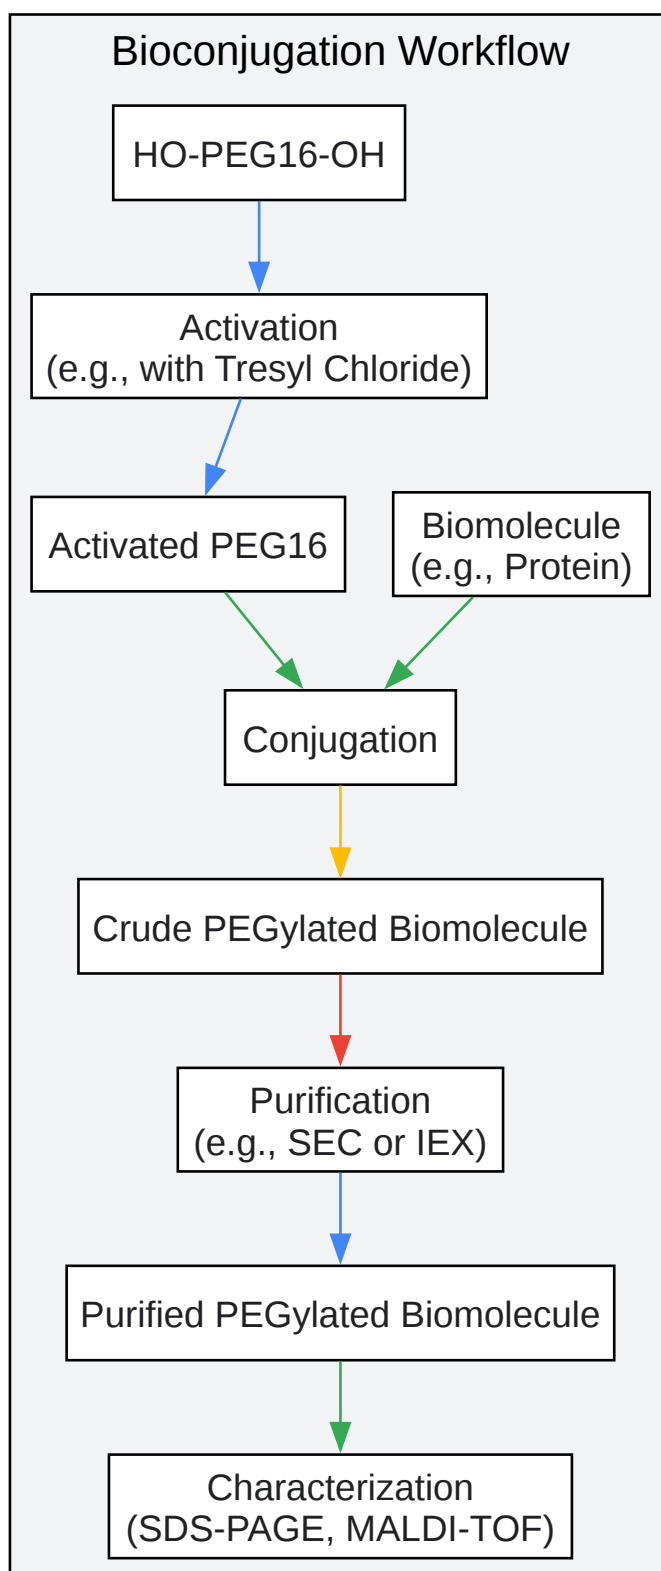 Bioconjugation Workflow
HO-PEG16-OH
Activation
(e.g., with Tresyl Chloride)
Activated PEG16
Biomolecule
(e.g., Protein)
Conjugation
Crude PEGylated Biomolecule
Purification
(e.g., SEC or IEX)
Purified PEGylated Biomolecule
Characterization
(SDS-PAGE, MALDI-TOF)